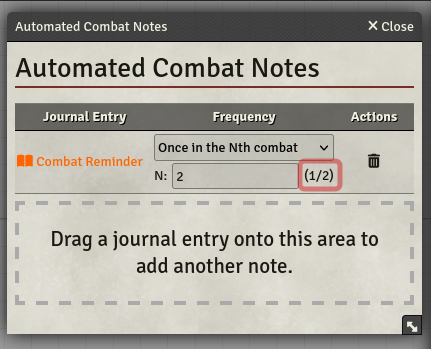 Automated Combat Notes
Close
Automated Combat Notes
Journal Entry Frequency Actions
Combat Reminder
Once in the Nth combat
N: 2 (1/2)
Drag a journal entry onto this area to
add another note.